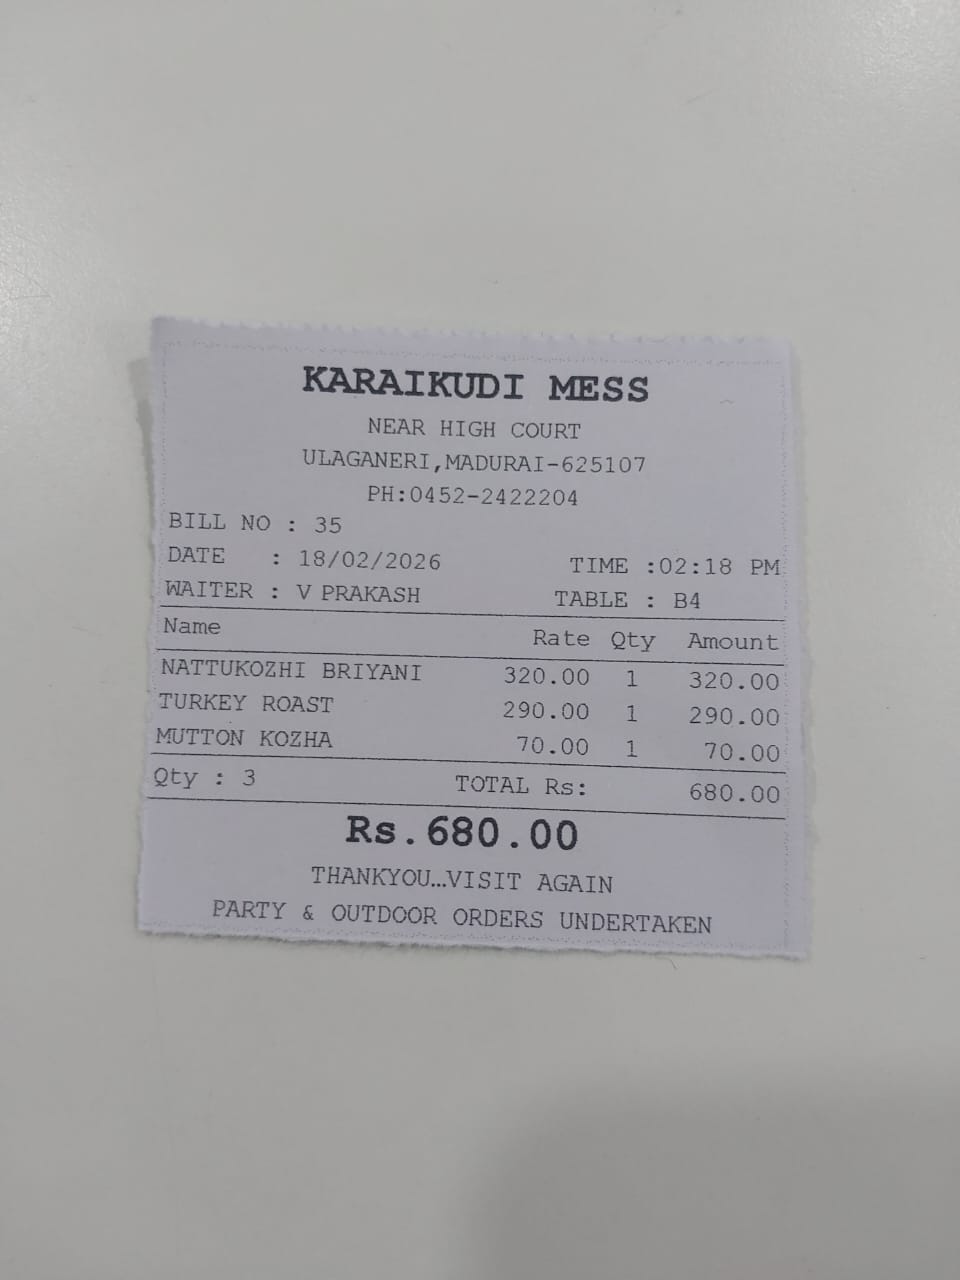 KARAIKUDI MESS
NEAR HIGH COURT
ULAGANERI,MADURAI-625107
PH:0452-2422204
BILL NO : 35
DATE : 18/02/2026 TIME :02:18 PM
WAITER : V PRAKASH TABLE : B4
Name Rate Qty Amount
NATTUKOZHI BRIYANI 320.00 1 320.00
TURKEY ROAST 290.00 1 290.00
MUTTON KOZHA 70.00 1 70.00
Qty : 3 TOTAL Rs: 680.00
Rs.680.00
THANKYOU...VISIT AGAIN
PARTY & OUTDOOR ORDERS UNDERTAKEN